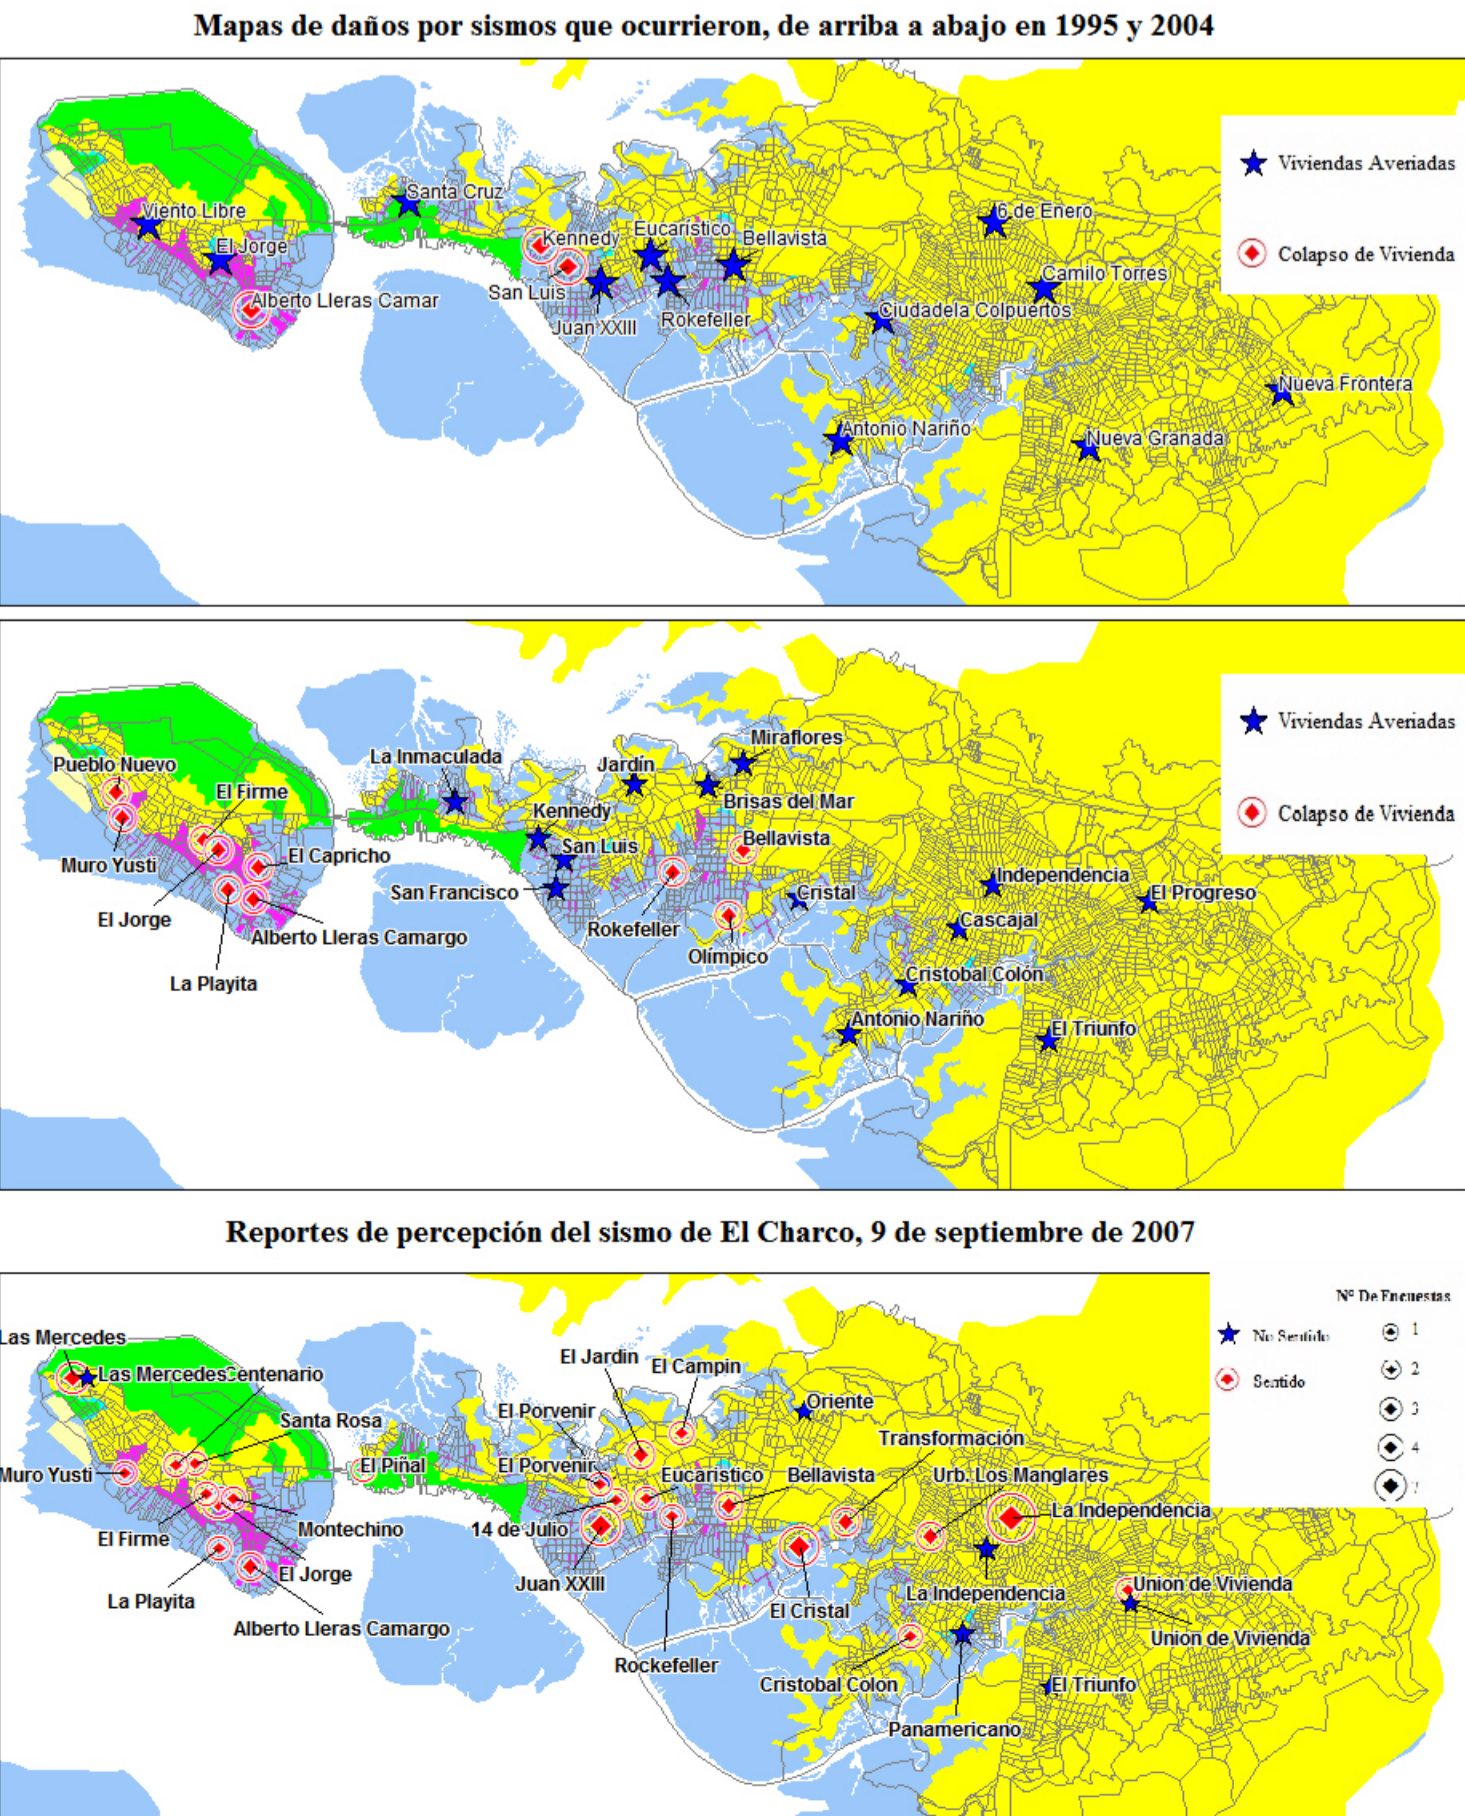 Mapas de daños por sismos que ocurrieron, de arriba a abajo en 1995 y 2004
Viviendas Averiadas
Colapso de Vivienda
Santa Cruz
Viento Libre
El Jorge
Alberto Lleras Camar
Kennedy
San Luis
Eucarístico
Bellavista
Juan XXIII
Rokefeller
6 de Enero
Camilo Torres
Ciudadela Colpuertos
Nueva Frontera
Antonio Nariño
Nueva Granada
Viviendas Averiadas
Colapso de Vivienda
Pueblo Nuevo
El Firme
Muro Yusti
El Capricho
El Jorge
Alberto Lleras Camargo
La Playita
La Inmaculada
Jardín
Miraflores
Brisas del Mar
Kennedy
San Luis
Bellavista
San Francisco
Rokefeller
Olímpico
Cristal
Independencia
El Progreso
Cascajal
Cristobal Colón
Antonio Nariño
El Triunfo
Reportes de percepción del sismo de El Charco, 9 de septiembre de 2007
Nº De Encuestas
No Sentido
Sentido
1
2
3
4
Las Mercedes
Las Mercedes
Centenario
Santa Rosa
Muro Yusti
El Piñal
El Firme
Montechino
El Jorge
La Playita
Alberto Lleras Camargo
El Jardin
El Campin
El Porvenir
El Porvenir
Eucarístico
Bellavista
14 de Julio
Juan XXIII
Rockefeller
Oriente
Transformación
Urb. Los Manglares
La Independencia
La Independencia
El Cristal
Union de Vivienda
Union de Vivienda
Cristobal Colón
El Triunfo
Panamericano